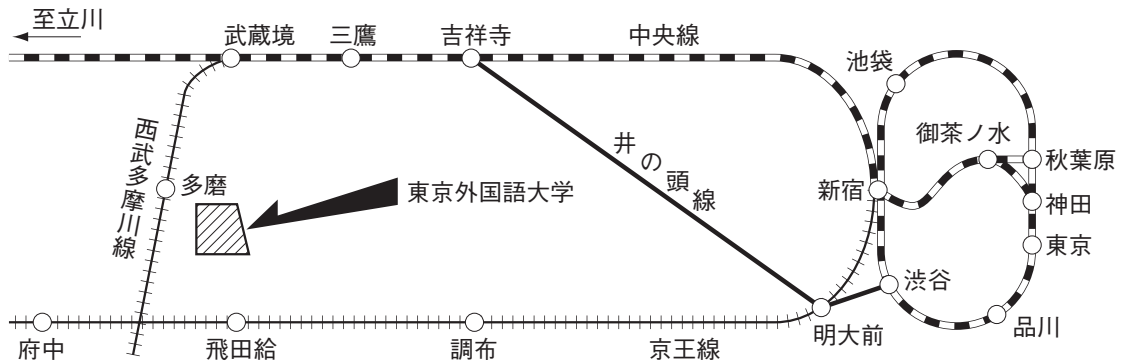 至立川
武蔵境
三鷹
吉祥寺
中央線
池袋
御茶ノ水
秋葉原
西武多摩川線
多磨
東京外国語大学
井の頭線
新宿
神田
東京
渋谷
品川
明大前
府中
飛田給
調布
京王線